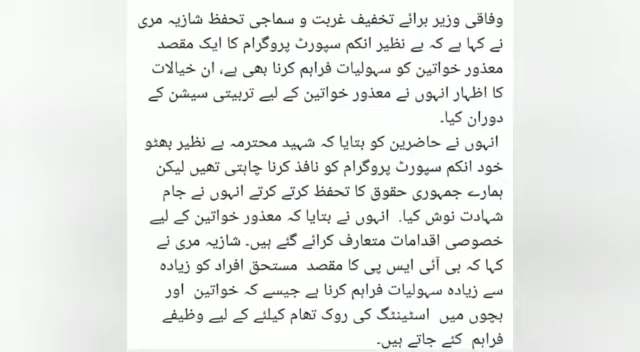 وفاقی وزیر برائے تخفیف غربت و سماجی تحفظ شازیہ مری
نے کہا ہے کہ بے نظیر انکم سپورٹ پروگرام کا ایک مقصد
معذور خواتین کو سہولیات فراہم کرنا بھی ہے، ان خیالات
کا اظہار انہوں نے معذور خواتین کے لیے تربیتی سیشن کے
دوران کیا۔
انہوں نے حاضرین کو بتایا کہ شہید محترمہ بے نظیر بھٹو
خود انکم سپورٹ پروگرام کو نافذ کرنا چاہتی تھیں لیکن
ہمارے جمہوری حقوق کا تحفظ کرتے کرتے انہوں نے جام
شہادت نوش کیا. انہوں نے بتایا کہ معذور خواتین کے لیے
خصوصی اقدامات متعارف کرائے گئے ہیں۔ شازیہ مری نے
کہا کہ بی آئی ایس پی کا مقصد مستحق افراد کو زیادہ
سے زیادہ سہولیات فراہم کرنا ہے جیسے کہ خواتین اور
بچوں میں اسٹینٹگ کی روک تھام کیلئے کے لیے وظیفے
فراہم کئے جاتے ہیں۔